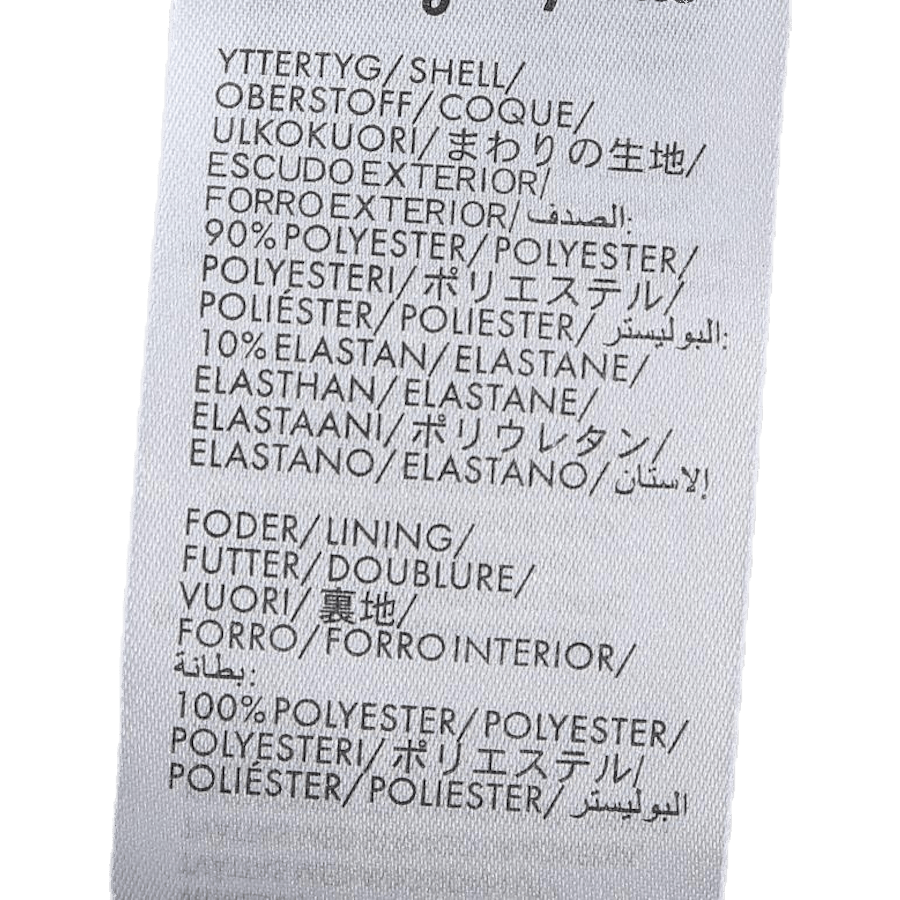 YTTERTYG/SHELL/
OBERSTOFF/COQUE/
ULKOKUORI/まわりの生地/
ESCUDO EXTERIOR/
FORRO EXTERIOR/الصدف:
90% POLYESTER/POLYESTER/
POLYESTERI/ポリエステル/
POLIÉSTER/POLIESTER/البوليستر:
10% ELASTAN/ELASTANE/
ELASTHAN/ELASTANE/
ELASTAANI/ポリウレタン/
ELASTANO/ELASTANO/إلاستان
FODER/LINING/
FUTTER/DOUBLURE/
VUORI/裏地/
FORRO/FORRO INTERIOR/
بطانة:
100% POLYESTER/POLYESTER/
POLYESTERI/ポリエステル/
POLIÉSTER/POLIESTER/البوليستر